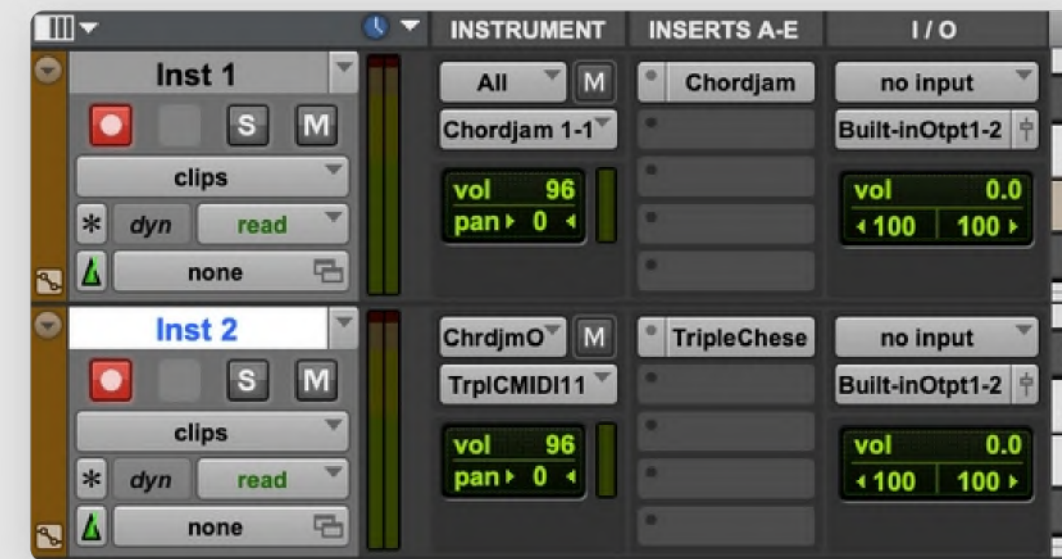 INSTRUMENT INSERTS A-E I / O
Inst 1 All M Chordjam no input
S M Chordjam 1-1 Built-inOtpt1-2
clips
vol 96 vol 0.0
* dyn read pan 0 100 100
none
Inst 2 ChrdjmO M TripleChese no input
S M TrplCMIDI11 Built-inOtpt1-2
clips
vol 96 vol 0.0
* dyn read pan 0 100 100
none